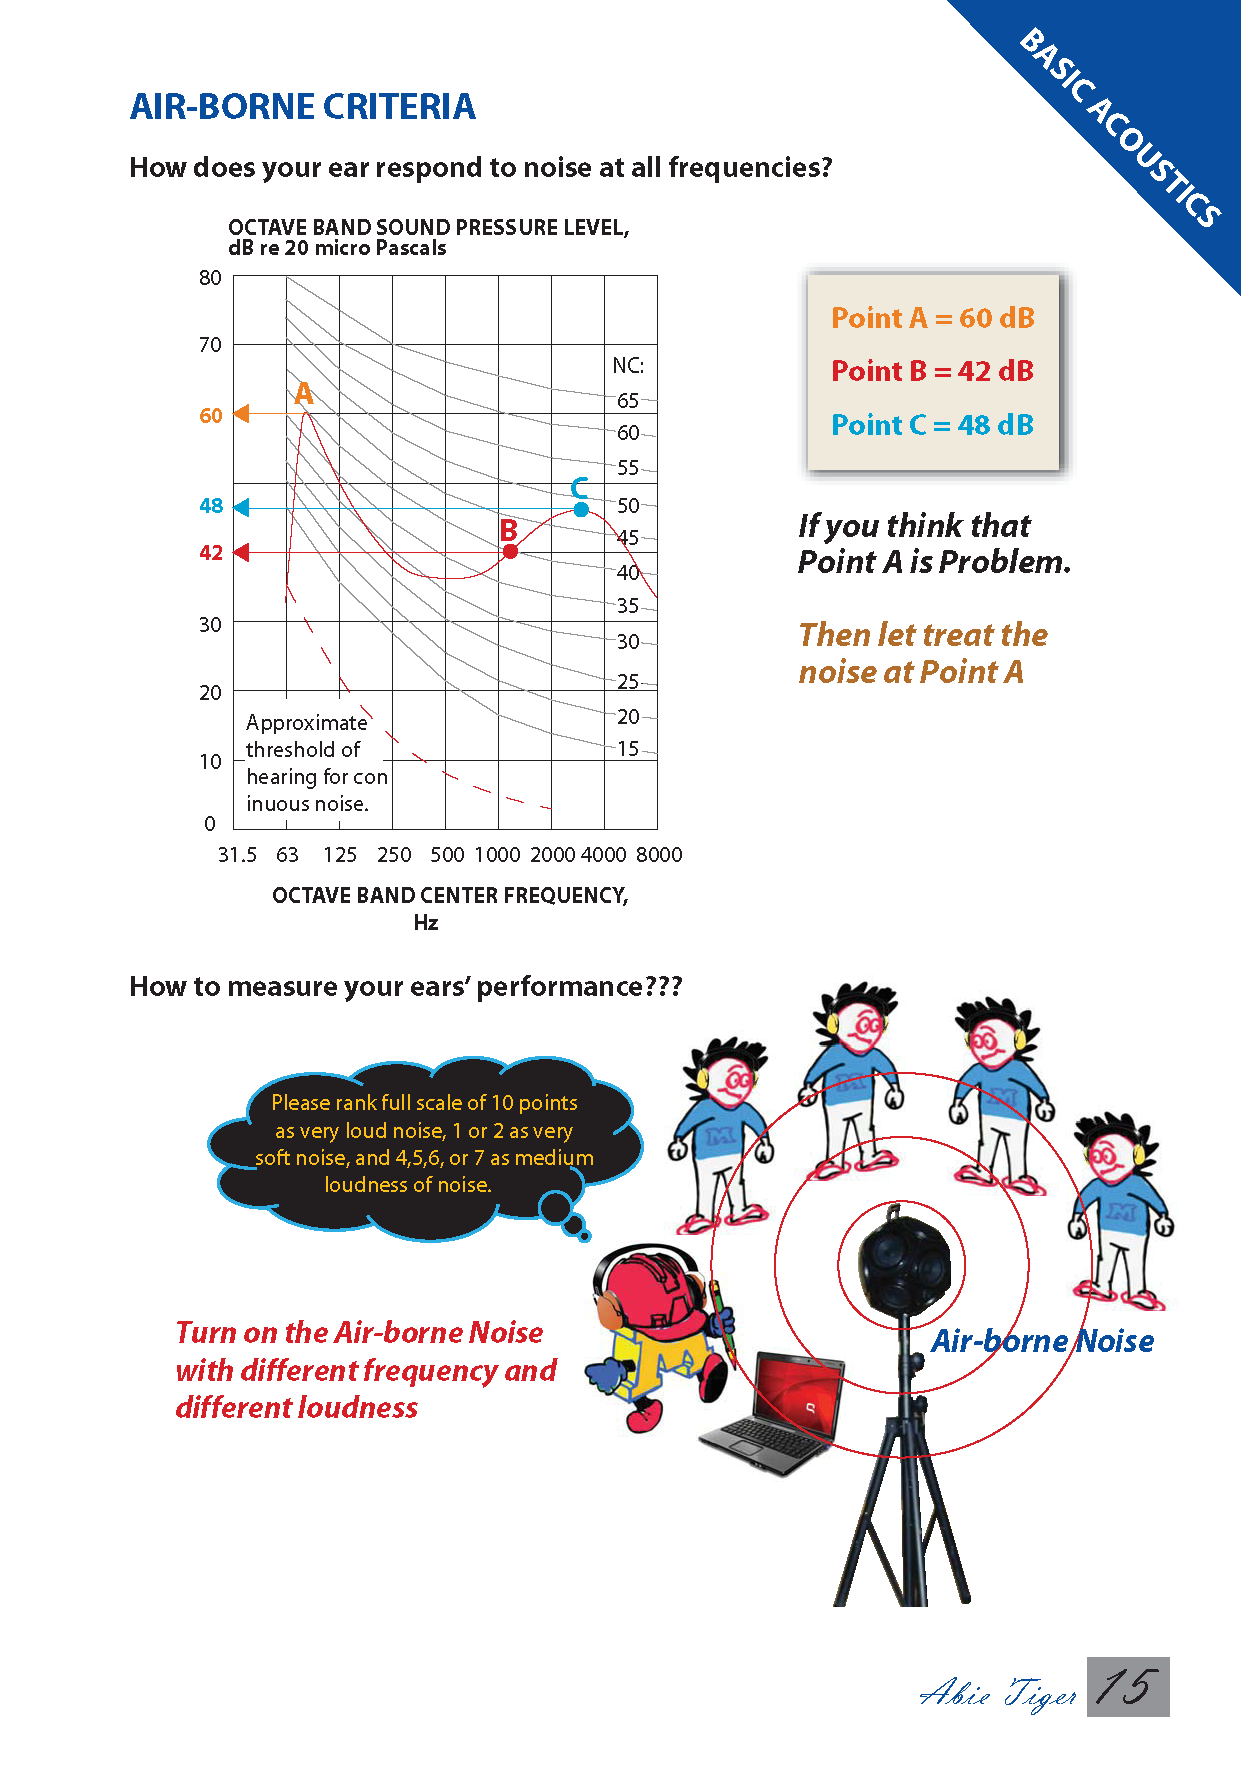 BASIC ACOUSTICS
AIR-BORNE CRITERIA
How does your ear respond to noise at all frequencies?
OCTAVE BAND SOUND PRESSURE LEVEL,
dB re 20 micro Pascals
80
70
60
48
42
30
20
10
0
A
B
C
NC:
65
60
55
50
45
40
35
30
25
20
15
Approximate
threshold of
hearing for con
inuous noise.
31.5 63 125 250 500 1000 2000 4000 8000
OCTAVE BAND CENTER FREQUENCY,
Hz
Point A = 60 dB
Point B = 42 dB
Point C = 48 dB
If you think that
Point A is Problem.
Then let treat the
noise at Point A
How to measure your ears' performance???
Please rank full scale of 10 points
as very loud noise, 1 or 2 as very
soft noise, and 4,5,6, or 7 as medium
loudness of noise.
M
M
M
M
Turn on the Air-borne Noise
with different frequency and
different loudness
Air-borne Noise
Abie Tiger 15